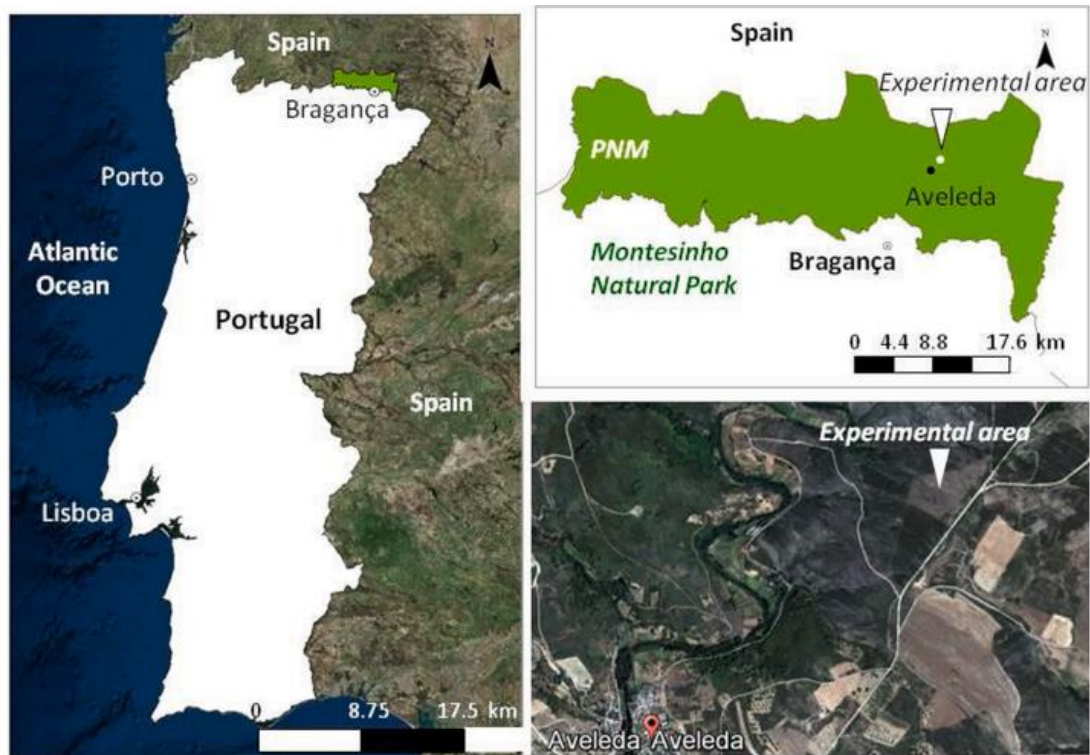 Spain
N
Bragança
Porto
Atlantic
Ocean
Portugal
Spain
Lisboa
0 8.75 17.5 km
Spain
N
Experimental area
PNM
Aveleda
Montesinho
Natural Park
Bragança
0 4.4 8.8 17.6 km
Experimental area
Aveleda Aveleda